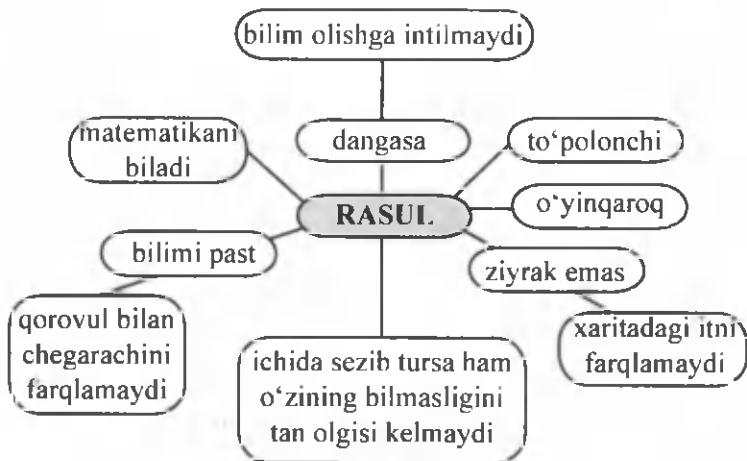 bilim olishga intilmaydi
matematikani
biladi
dangasa
to‘polonchi
RASUL
o‘yinqaroq
bilimi past
ziyrak emas
qorovul bilan
chegarachini
farqlamaydi
ichida sezib tursa ham
o‘zining bilmasligini
tan olgisi kelmaydi
xaritadagi itni
farqlamaydi